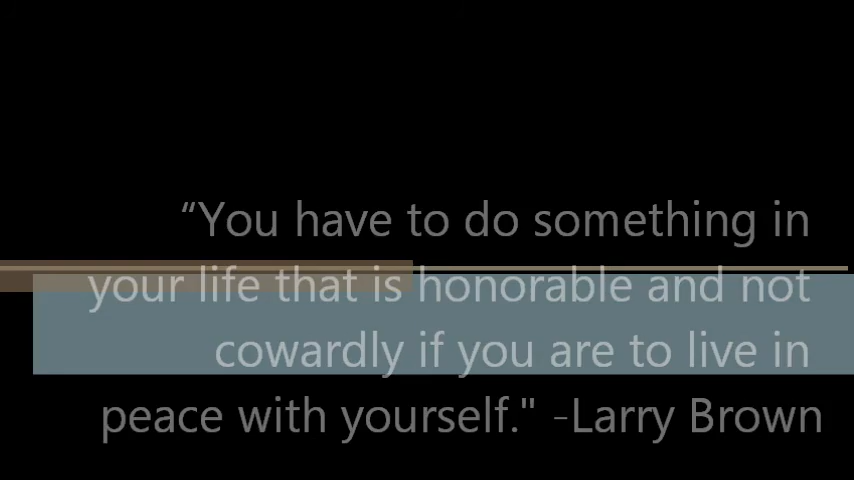 “You have to do something in
your life that is honorable and not
cowardly if you are to live in
peace with yourself." -Larry Brown